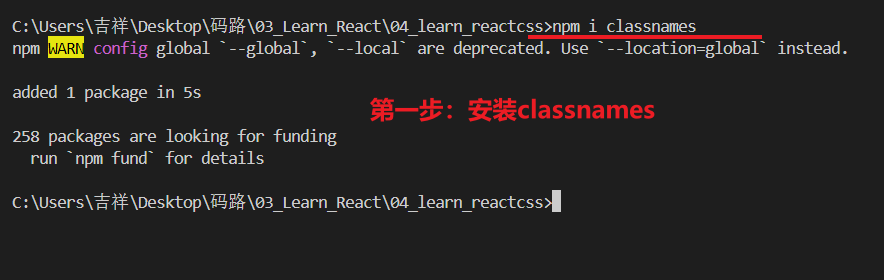 C:\Users\吉祥\Desktop\码路\03_Learn_React\04_learn_reactcss>npm i classnames
npm WARN config global `--global`, `--local` are deprecated. Use `--location=global` instead.
added 1 package in 5s
第一步：安装classnames
258 packages are looking for funding
  run `npm fund` for details
C:\Users\吉祥\Desktop\码路\03_Learn_React\04_learn_reactcss>